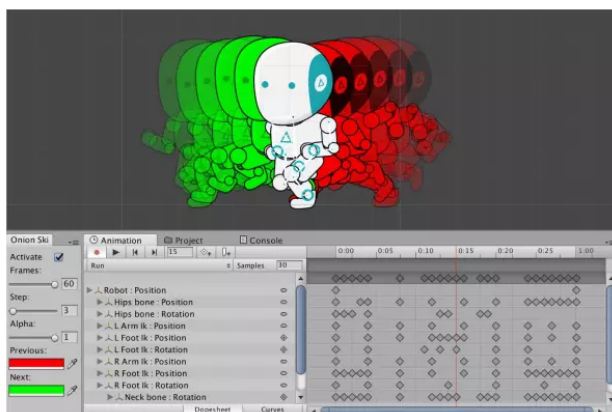 Onion Ski
Animation
Project
Console
Activate
Frames:
60
Step:
3
Alpha:
1
Previous:
Next:
15
0:00
0:05
0:10
0:15
0:20
0:25
1:00
Run
Samples
30
Robot : Position
Hips bone : Position
Hips bone : Rotation
L Arm Ik : Position
L Foot Ik : Position
L Foot Ik : Rotation
R Arm Ik : Position
R Foot Ik : Position
R Foot Ik : Rotation
Neck bone : Rotation
Dopesheet
Curves